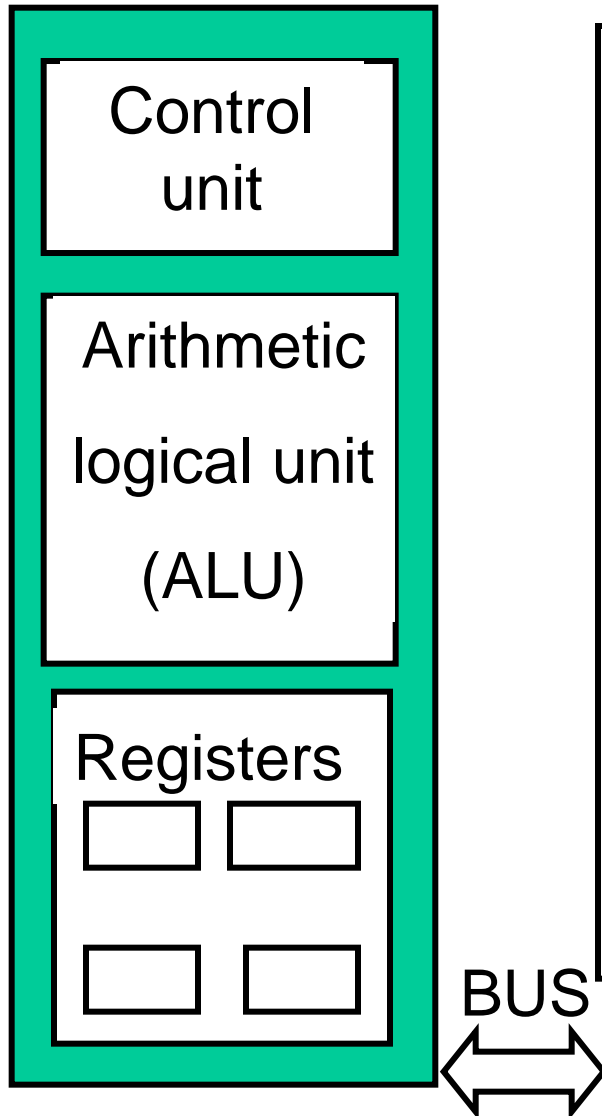 Control
unit
Arithmetic
logical unit
(ALU)
Registers
BUS